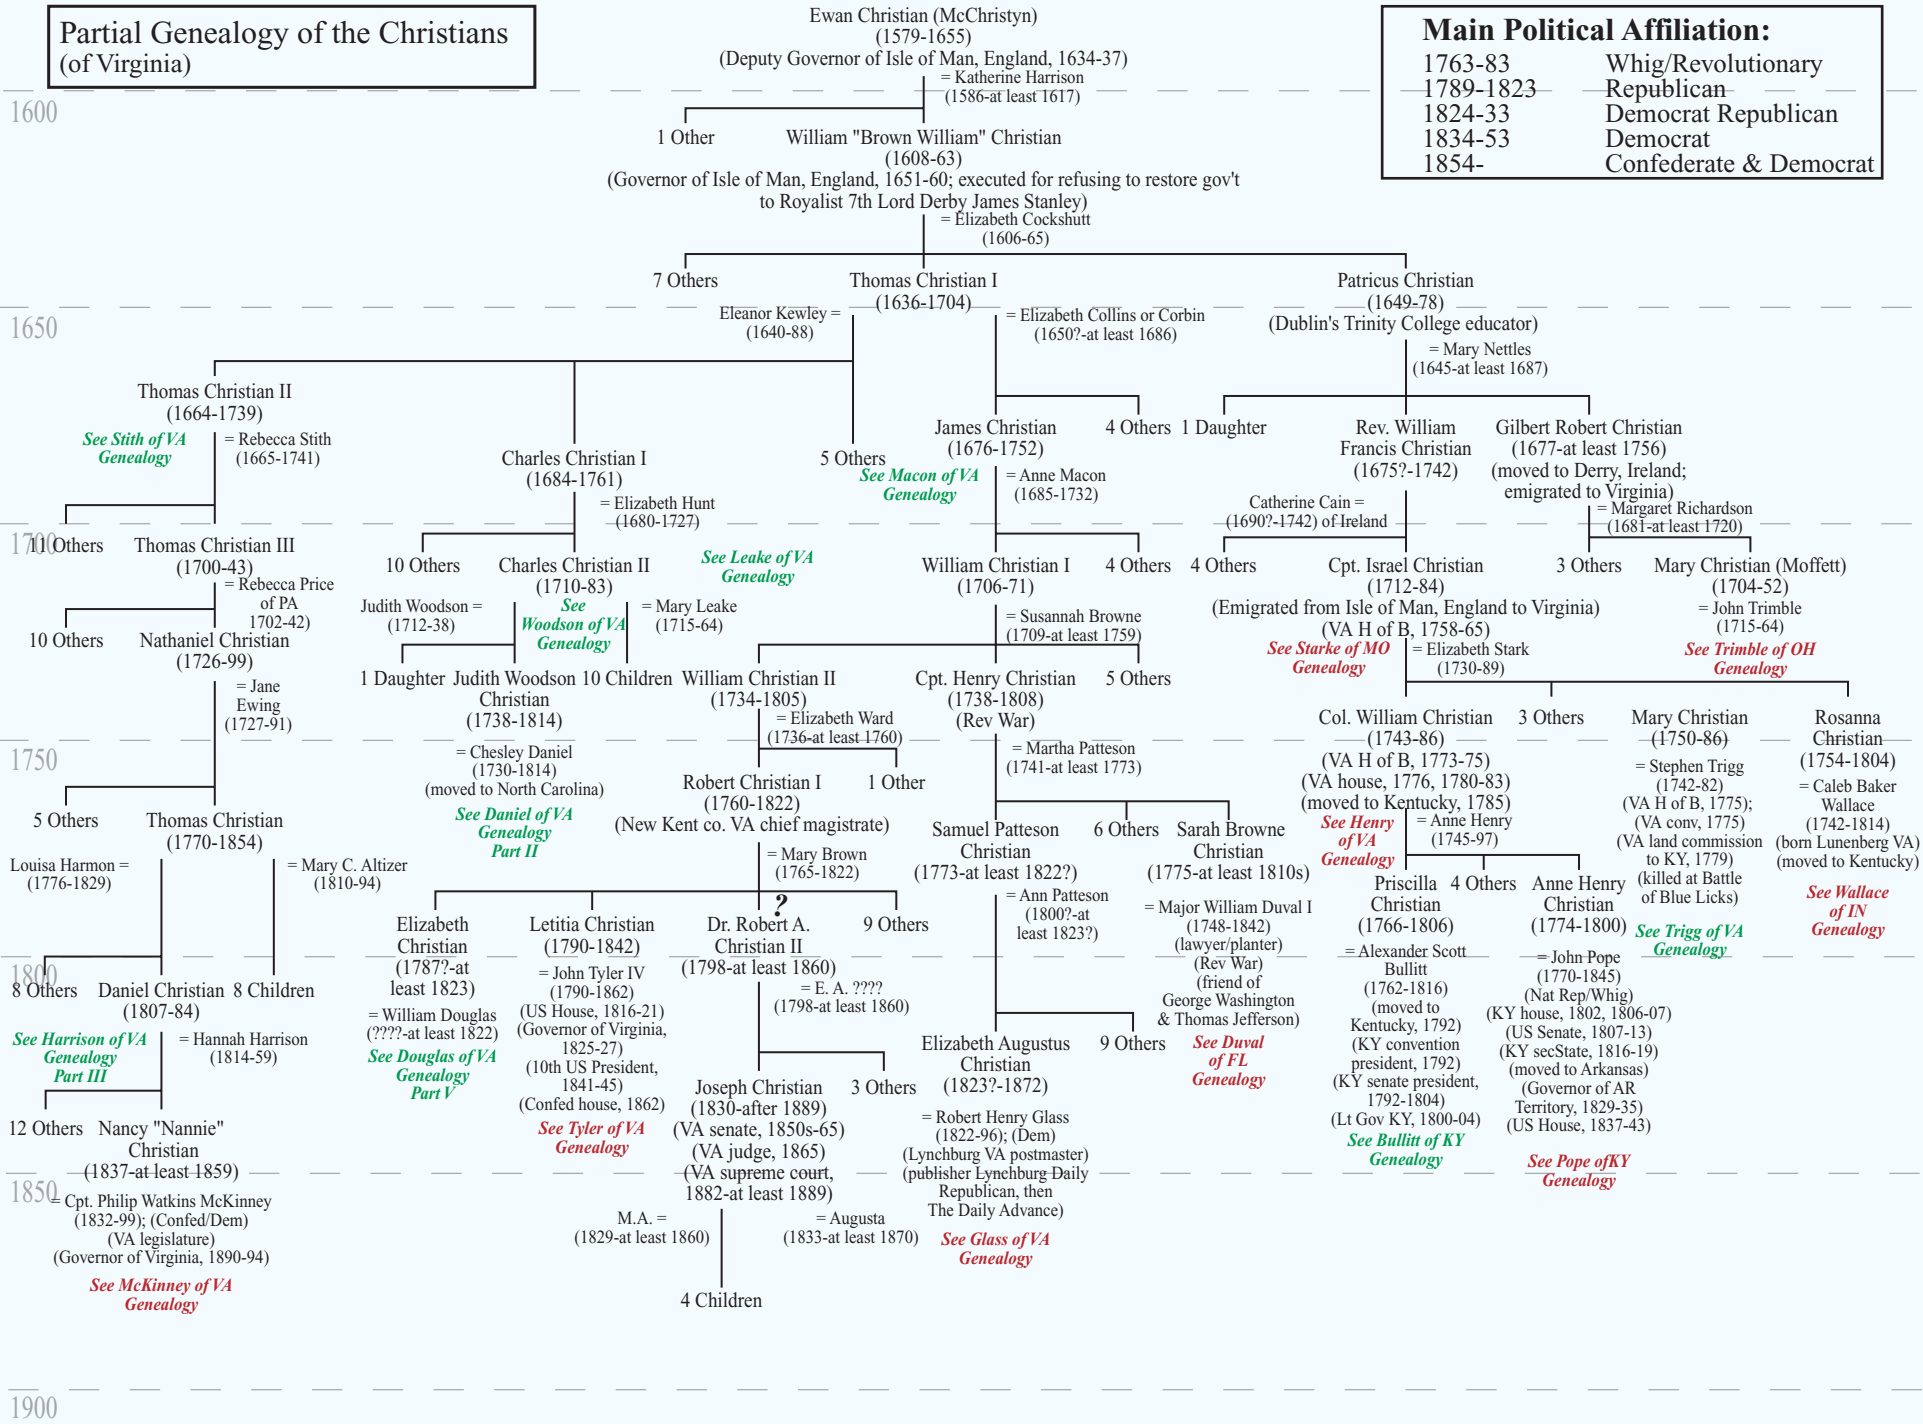 Partial Genealogy of the Christians
(of Virginia)
Main Political Affiliation:
1763-83 Whig/Revolutionary
1789-1823 Republican
1824-33 Democrat Republican
1834-53 Democrat
1854- Confederate & Democrat
Ewan Christian (McChristyn)
(1579-1655)
(Deputy Governor of Isle of Man, England, 1634-37)
= Katherine Harrison
(1586-at least 1617)
1600
1 Other
William "Brown William" Christian
(1608-63)
(Governor of Isle of Man, England, 1651-60; executed for refusing to restore gov't
to Royalist 7th Lord Derby James Stanley)
= Elizabeth Cockshutt
(1606-65)
7 Others
Thomas Christian I
(1636-1704)
Patricus Christian
(1649-78)
(Dublin's Trinity College educator)
1650
Eleanor Kewley =
(1640-88)
= Elizabeth Collins or Corbin
(1650?-at least 1686)
= Mary Nettles
(1645-at least 1687)
Thomas Christian II
(1664-1739)
See Stith of VA
Genealogy
= Rebecca Stith
(1665-1741)
Charles Christian I
(1684-1761)
= Elizabeth Hunt
(1680-1727)
5 Others
James Christian
(1676-1752)
See Macon of VA
Genealogy
= Anne Macon
(1685-1732)
4 Others
1 Daughter
Rev. William
Francis Christian
(1675?-1742)
Catherine Cain =
(1690?-1742) of Ireland
Gilbert Robert Christian
(1677-at least 1756)
(moved to Derry, Ireland;
emigrated to Virginia)
= Margaret Richardson
(1681-at least 1720)
1700
11 Others
Thomas Christian III
(1700-43)
= Rebecca Price
of PA
1702-42)
10 Others
Charles Christian II
(1710-83)
See Leake of VA
Genealogy
Judith Woodson =
(1712-38)
See
Woodson of VA
Genealogy
= Mary Leake
(1715-64)
William Christian I
(1706-71)
= Susannah Browne
(1709-at least 1759)
4 Others
4 Others
Cpt. Israel Christian
(1712-84)
(Emigrated from Isle of Man, England to Virginia)
(VA H of B, 1758-65)
See Starke of MO
Genealogy
= Elizabeth Stark
(1730-89)
3 Others
Mary Christian (Moffett)
(1704-52)
= John Trimble
(1715-64)
See Trimble of OH
Genealogy
10 Others
Nathaniel Christian
(1726-99)
= Jane
Ewing
(1727-91)
1 Daughter
Judith Woodson
Christian
(1738-1814)
= Chesley Daniel
(1730-1814)
(moved to North Carolina)
See Daniel of VA
Genealogy
Part II
10 Children
William Christian II
(1734-1805)
= Elizabeth Ward
(1736-at least 1760)
Cpt. Henry Christian
(1738-1808)
(Rev War)
= Martha Patteson
(1741-at least 1773)
5 Others
Col. William Christian
(1743-86)
(VA H of B, 1773-75)
(VA house, 1776, 1780-83)
(moved to Kentucky, 1785)
See Henry
of VA
Genealogy
= Anne Henry
(1745-97)
3 Others
Mary Christian
(1750-86)
= Stephen Trigg
(1742-82)
(VA H of B, 1775);
(VA conv, 1775)
(VA land commission
to KY, 1779)
(killed at Battle
of Blue Licks)
See Trigg of VA
Genealogy
Rosanna
Christian
(1754-1804)
= Caleb Baker
Wallace
(1742-1814)
(born Lunenberg VA)
(moved to Kentucky)
See Wallace
of IN
Genealogy
1750
5 Others
Thomas Christian
(1770-1854)
Louisa Harmon =
(1776-1829)
= Mary C. Altizer
(1810-94)
Robert Christian I
(1760-1822)
(New Kent co. VA chief magistrate)
= Mary Brown
(1765-1822)
1 Other
Samuel Patteson
Christian
(1773-at least 1822?)
= Ann Patteson
(1800?-at
least 1823?)
6 Others
Sarah Browne
Christian
(1775-at least 1810s)
= Major William Duval I
(1748-1842)
(lawyer/planter)
(Rev War)
(friend of
George Washington
& Thomas Jefferson)
See Duval
of FL
Genealogy
Priscilla
Christian
(1766-1806)
= Alexander Scott
Bullitt
(1762-1816)
(moved to
Kentucky, 1792)
(KY convention
president, 1792)
(KY senate president,
1792-1804)
(Lt Gov KY, 1800-04)
See Bullitt of KY
Genealogy
4 Others
Anne Henry
Christian
(1774-1800)
= John Pope
(1770-1845)
(Nat Rep/Whig)
(KY house, 1802, 1806-07)
(US Senate, 1807-13)
(KY secState, 1816-19)
(moved to Arkansas)
(Governor of AR
Territory, 1829-35)
(US House, 1837-43)
See Pope ofKY
Genealogy
Elizabeth
Christian
(1787?-at
least 1823)
= William Douglas
(????-at least 1822)
See Douglas of VA
Genealogy
Part V
Letitia Christian
(1790-1842)
= John Tyler IV
(1790-1862)
(US House, 1816-21)
(Governor of Virginia,
1825-27)
(10th US President,
1841-45)
(Confed house, 1862)
See Tyler of VA
Genealogy
?
Dr. Robert A.
Christian II
(1798-at least 1860)
= E. A. ????
(1798-at least 1860)
9 Others
1800
8 Others
Daniel Christian
(1807-84)
8 Children
See Harrison of VA
Genealogy
Part III
= Hannah Harrison
(1814-59)
Elizabeth Augustus
Christian
(1823?-1872)
= Robert Henry Glass
(1822-96); (Dem)
(Lynchburg VA postmaster)
(publisher Lynchburg Daily
Republican, then
The Daily Advance)
See Glass of VA
Genealogy
9 Others
Joseph Christian
(1830-after 1889)
(VA senate, 1850s-65)
(VA judge, 1865)
(VA supreme court,
1882-at least 1889)
3 Others
12 Others
Nancy "Nannie"
Christian
(1837-at least 1859)
1850
= Cpt. Philip Watkins McKinney
(1832-99); (Confed/Dem)
(VA legislature)
(Governor of Virginia, 1890-94)
See McKinney of VA
Genealogy
M.A. =
(1829-at least 1860)
= Augusta
(1833-at least 1870)
4 Children
1900